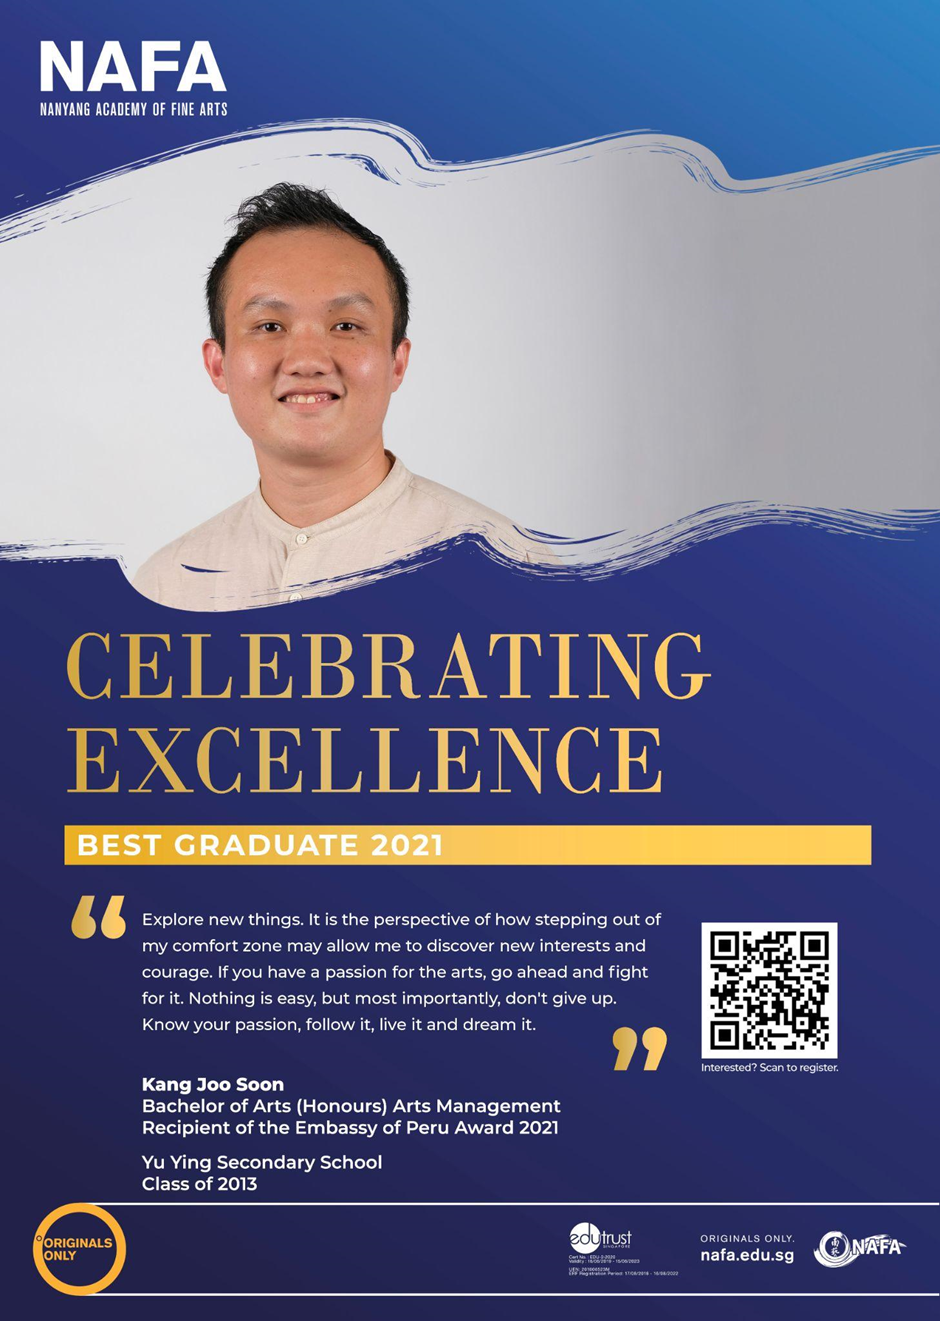 NAFA
NANYANG ACADEMY OF FINE ARTS
CELEBRATING
EXCELLENCE
BEST GRADUATE 2021
“ Explore new things. It is the perspective of how stepping out of
my comfort zone may allow me to discover new interests and
courage. If you have a passion for the arts, go ahead and fight
for it. Nothing is easy, but most importantly, don't give up.
Know your passion, follow it, live it and dream it. ”
Interested? Scan to register.
Kang Joo Soon
Bachelor of Arts (Honours) Arts Management
Recipient of the Embassy of Peru Award 2021
Yu Ying Secondary School
Class of 2013
ORIGINALS
ONLY
edutrust
SINGAPORE
ORIGINALS ONLY.
nafa.edu.sg
NAFA